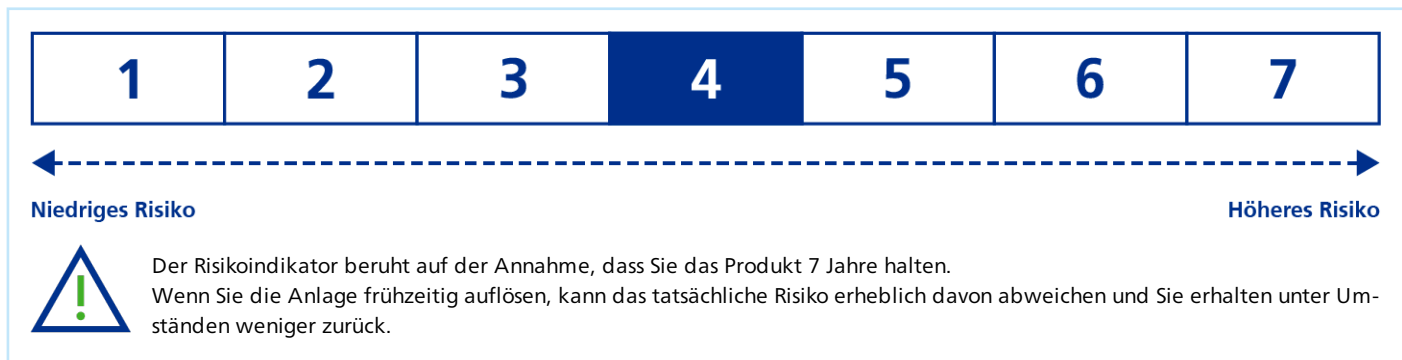 1 2 3 4 5 6 7
Niedriges Risiko Höheres Risiko
Der Risikoindikator beruht auf der Annahme, dass Sie das Produkt 7 Jahre halten.
Wenn Sie die Anlage frühzeitig auflösen, kann das tatsächliche Risiko erheblich davon abweichen und Sie erhalten unter Um-
ständen weniger zurück.